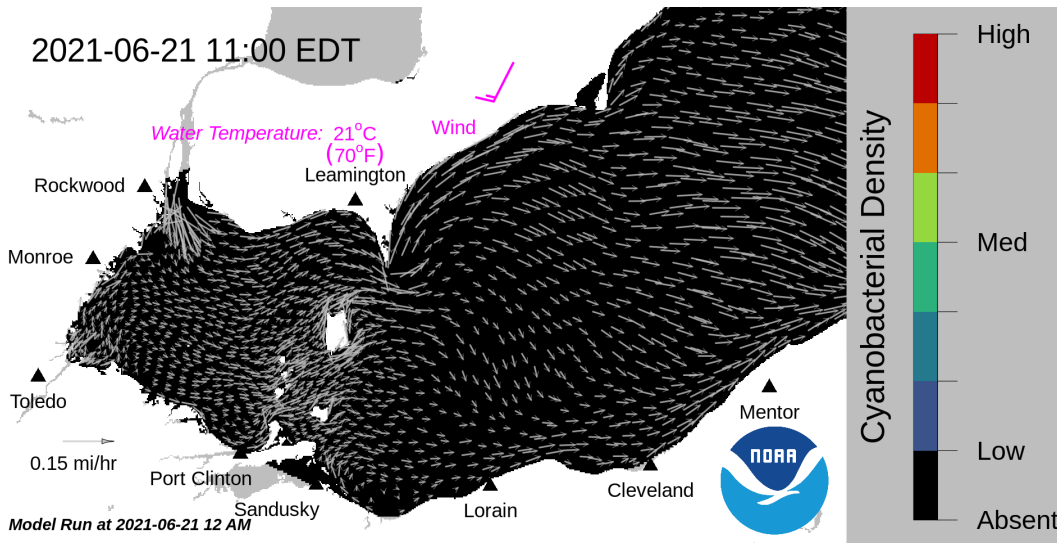 2021-06-21 11:00 EDT
Wind
Water Temperature: 21°C
(70°F)
Leamington
Rockwood
Monroe
Toledo
0.15 mi/hr
Port Clinton
Sandusky
Lorain
Cleveland
Mentor
NOAA
Model Run at 2021-06-21 12 AM
Cyanobacterial Density
High
Med
Low
Absent